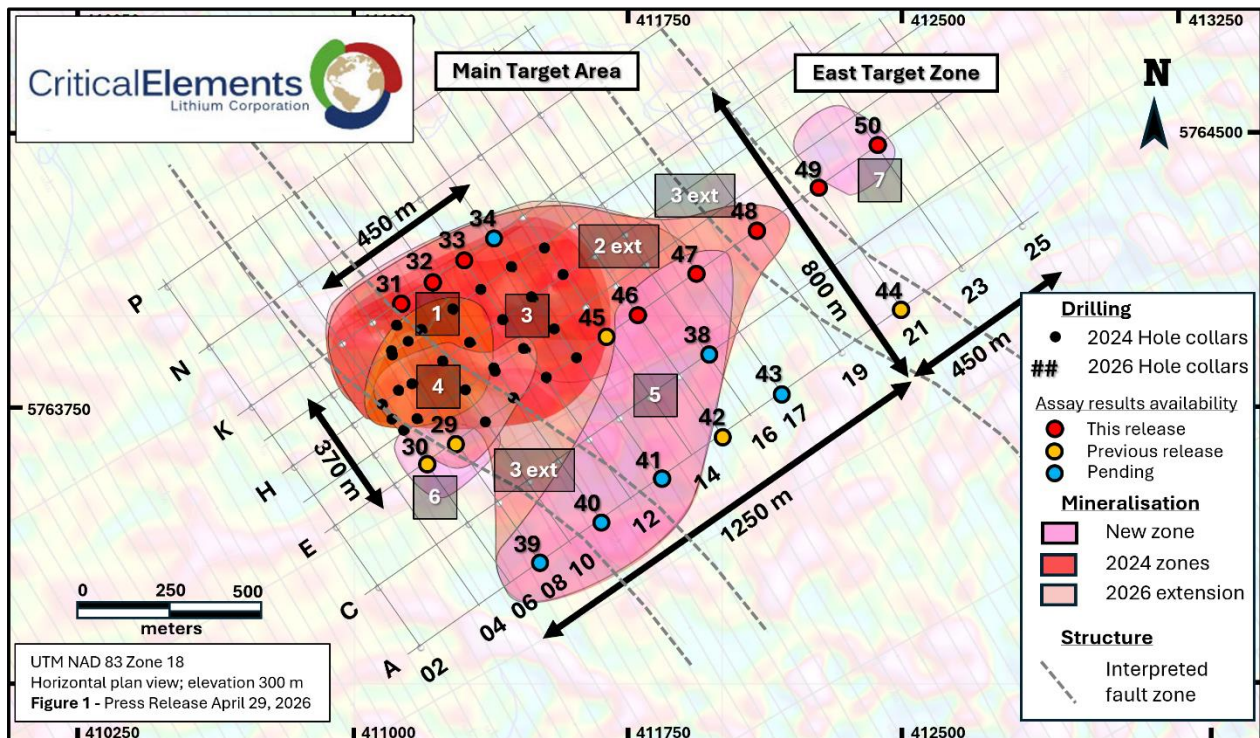 411750
412500
413250
CriticalElements
Lithium Corporation
Main Target Area
East Target Zone
N
5764500
50
49
7
3 ext
48
450 m
34
33
2 ext
47
32
31
800 m
25
P
1
3
46
45
44
23
21
38
450 m
N
4
5
43
19
5763750
42
17
16
K
29
30
370 m
3 ext
41
14
H
6
40
12
1250 m
E
39
10
08
06
C
04
A
02
0 250 500
meters
Drilling
2024 Hole collars
## 2026 Hole collars
Assay results availability
This release
Previous release
Pending
Mineralisation
New zone
2024 zones
2026 extension
Structure
Interpreted
fault zone
UTM NAD 83 Zone 18
Horizontal plan view; elevation 300 m
Figure 1 - Press Release April 29, 2026
410250
411000
411750
412500